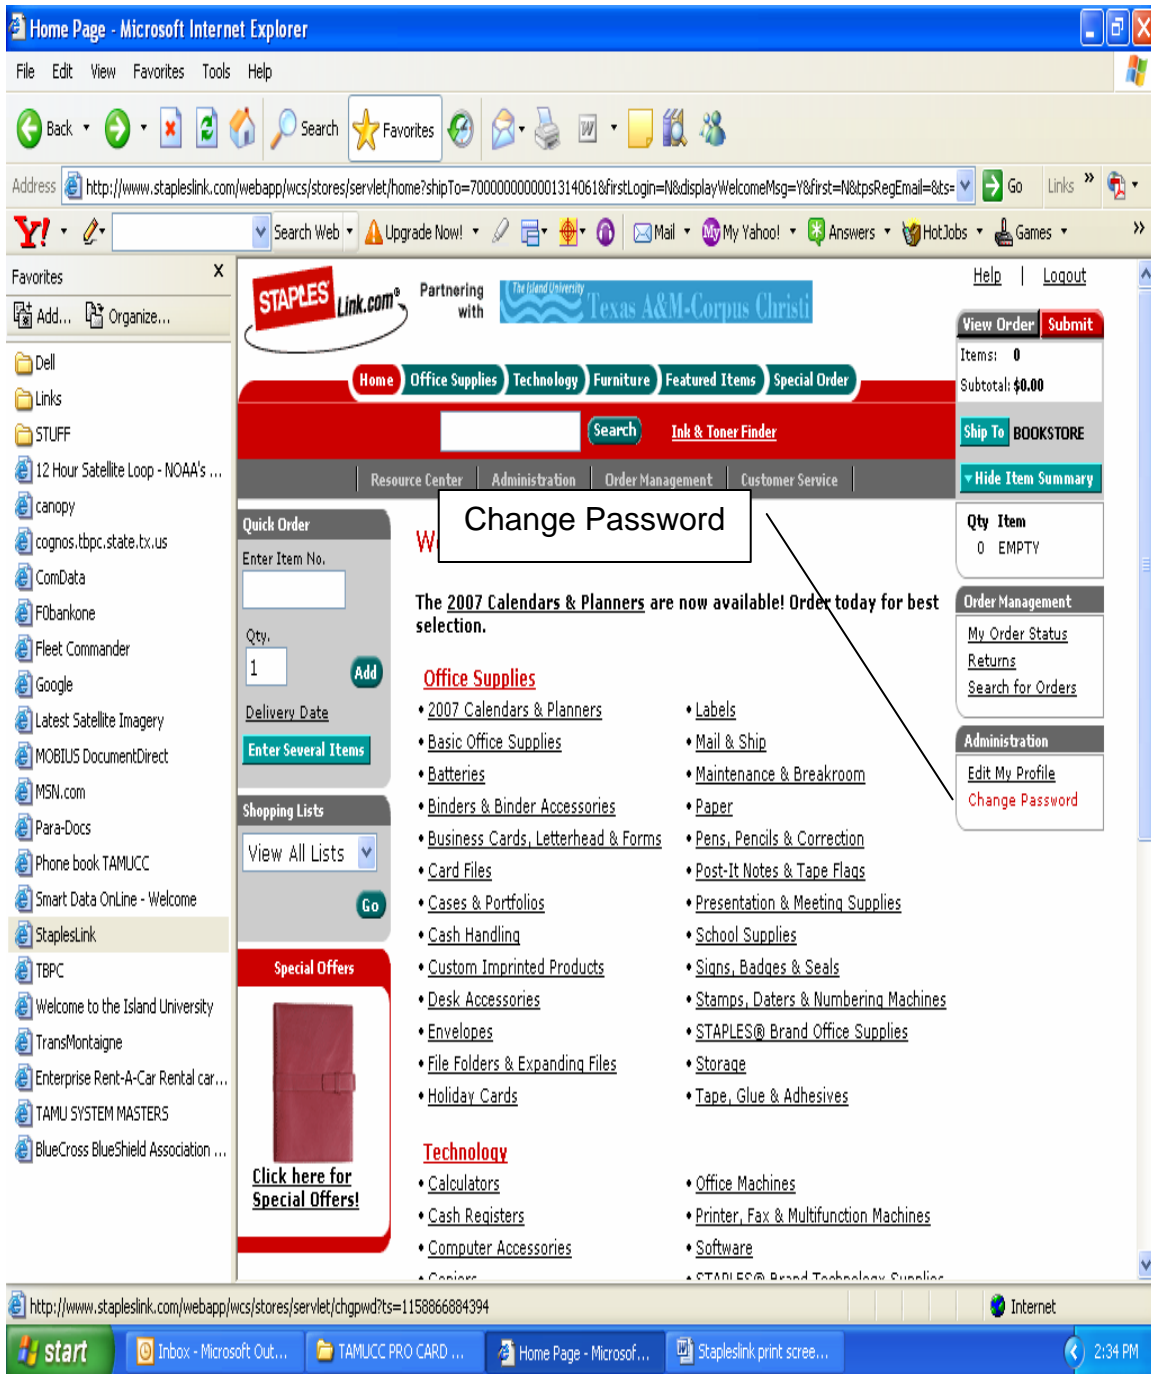 Home Page - Microsoft Internet Explorer
File Edit View Favorites Tools Help
Back Search Favorites
Address http://www.stapleslink.com/webapp/wcs/stores/servlet/home?shipTo=7000000000001314061&firstLogin=N&displayWelcomeMsg=Y&first=N&tpsRegEmail=&ts= Go Links »
Y! Search Web Upgrade Now! Mail My Yahoo! Answers HotJobs Games »
Favorites x
Add... Organize...
Dell
Links
STUFF
12 Hour Satellite Loop - NOAA's ...
canopy
cognos.tbpc.state.tx.us
ComData
F0bankone
Fleet Commander
Google
Latest Satellite Imagery
MOBIUS DocumentDirect
MSN.com
Para-Docs
Phone book TAMUCC
Smart Data OnLine - Welcome
StaplesLink
TBPC
Welcome to the Island University
TransMontaigne
Enterprise Rent-A-Car Rental car...
TAMU SYSTEM MASTERS
BlueCross BlueShield Association ...
STAPLES Link.com®
Partnering with
The Island University
Texas A&M-Corpus Christi
Help | Logout
Home Office Supplies Technology Furniture Featured Items Special Order
Search Ink & Toner Finder
Resource Center Administration Order Management Customer Service
View Order Submit
Items: 0
Subtotal: $0.00
Ship To BOOKSTORE
Hide Item Summary
Qty Item
0 EMPTY
Order Management
My Order Status
Returns
Search for Orders
Administration
Edit My Profile
Change Password
Quick Order
Enter Item No.
Qty.
1 Add
Delivery Date
Enter Several Items
Shopping Lists
View All Lists
Go
Special Offers
Click here for
Special Offers!
Change Password
The 2007 Calendars & Planners are now available! Order today for best
selection.
Office Supplies
• 2007 Calendars & Planners
• Basic Office Supplies
• Batteries
• Binders & Binder Accessories
• Business Cards, Letterhead & Forms
• Card Files
• Cases & Portfolios
• Cash Handling
• Custom Imprinted Products
• Desk Accessories
• Envelopes
• File Folders & Expanding Files
• Holiday Cards
• Labels
• Mail & Ship
• Maintenance & Breakroom
• Paper
• Pens, Pencils & Correction
• Post-It Notes & Tape Flags
• Presentation & Meeting Supplies
• School Supplies
• Signs, Badges & Seals
• Stamps, Daters & Numbering Machines
• STAPLES® Brand Office Supplies
• Storage
• Tape, Glue & Adhesives
Technology
• Calculators
• Cash Registers
• Computer Accessories
• Copiers
• Office Machines
• Printer, Fax & Multifunction Machines
• Software
• STAPLES® Brand Technology Supplies
http://www.stapleslink.com/webapp/wcs/stores/servlet/chgpwd?ts=1158866884394 Internet
start Inbox - Microsoft Out... TAMUCC PRO CARD ... Home Page - Microsof... Stapleslink print scree... 2:34 PM